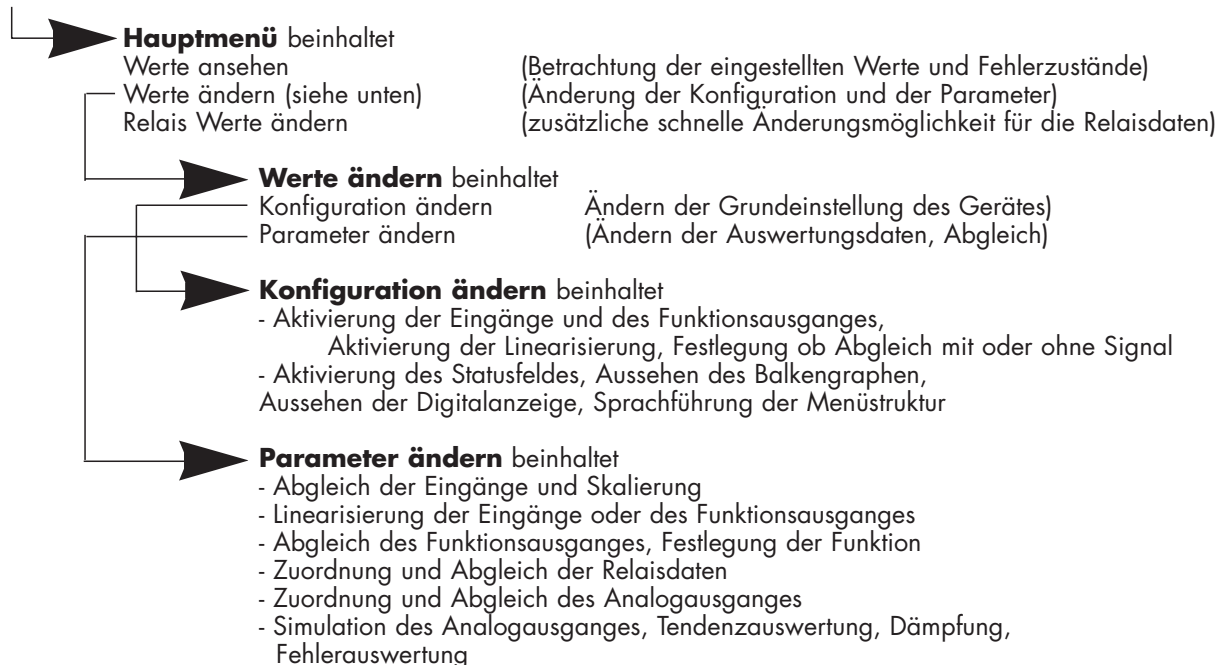 Hauptmenü beinhaltet
Werte ansehen (Betrachtung der eingestellten Werte und Fehlerzustände)
Werte ändern (siehe unten) (Änderung der Konfiguration und der Parameter)
Relais Werte ändern (zusätzliche schnelle Änderungsmöglichkeit für die Relaisdaten)
Werte ändern beinhaltet
Konfiguration ändern Ändern der Grundeinstellung des Gerätes)
Parameter ändern (Ändern der Auswertungsdaten, Abgleich)
Konfiguration ändern beinhaltet
- Aktivierung der Eingänge und des Funktionsausganges,
Aktivierung der Linearisierung, Festlegung ob Abgleich mit oder ohne Signal
- Aktivierung des Statusfeldes, Aussehen des Balkengraphen,
Aussehen der Digitalanzeige, Sprachführung der Menüstruktur
Parameter ändern beinhaltet
- Abgleich der Eingänge und Skalierung
- Linearisierung der Eingänge oder des Funktionsausganges
- Abgleich des Funktionsausganges, Festlegung der Funktion
- Zuordnung und Abgleich der Relaisdaten
- Zuordnung und Abgleich des Analogausganges
- Simulation des Analogausganges, Tendenzauswertung, Dämpfung,
Fehlerauswertung